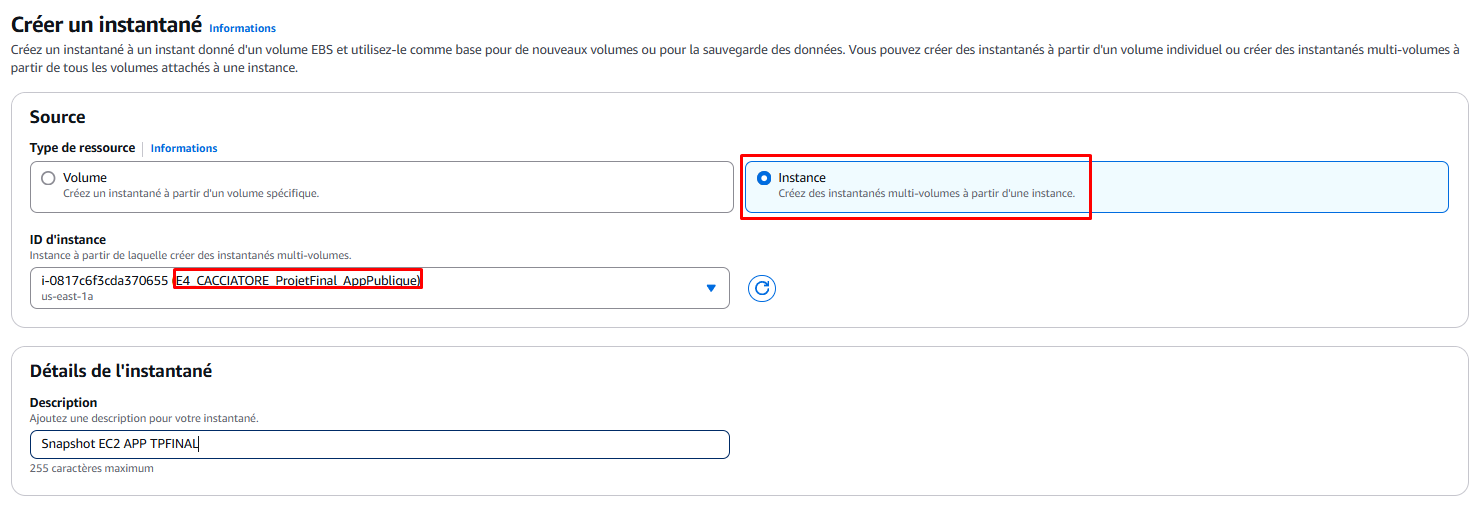 Créer un instantané Informations
Créez un instantané à un instant donné d'un volume EBS et utilisez-le comme base pour de nouveaux volumes ou pour la sauvegarde des données. Vous pouvez créer des instantanés à partir d'un volume individuel ou créer des instantanés multi-volumes à
partir de tous les volumes attachés à une instance.
Source
Type de ressource Informations
Volume
Créez un instantané à partir d'un volume spécifique.
Instance
Créez des instantanés multi-volumes à partir d'une instance.
ID d'instance
Instance à partir de laquelle créer des instantanés multi-volumes.
i-0817c6f3cda370655 (E4_CACCIATORE_ProjetFinal_AppPublique)
us-east-1a
Détails de l'instantané
Description
Ajoutez une description pour votre instantané.
Snapshot EC2 APP TPFINAL
255 caractères maximum